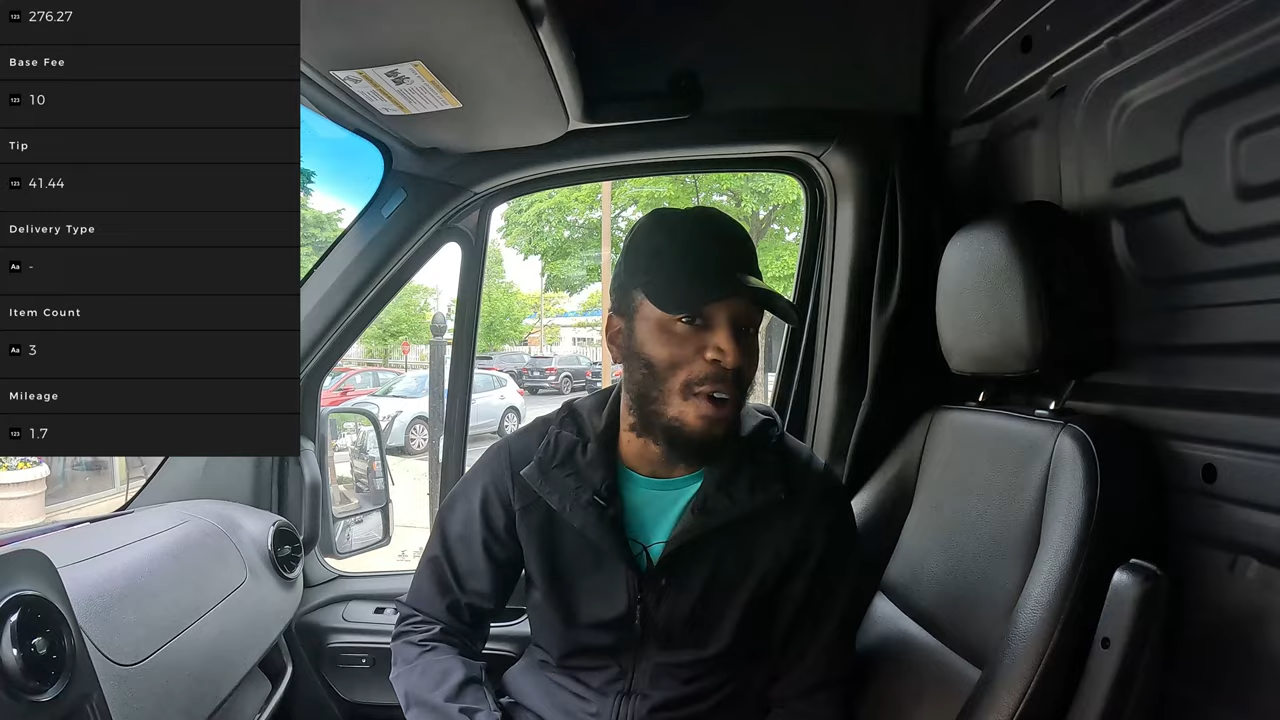 276.27
Base Fee
10
Tip
41.44
Delivery Type
-
Item Count
3
Mileage
1.7